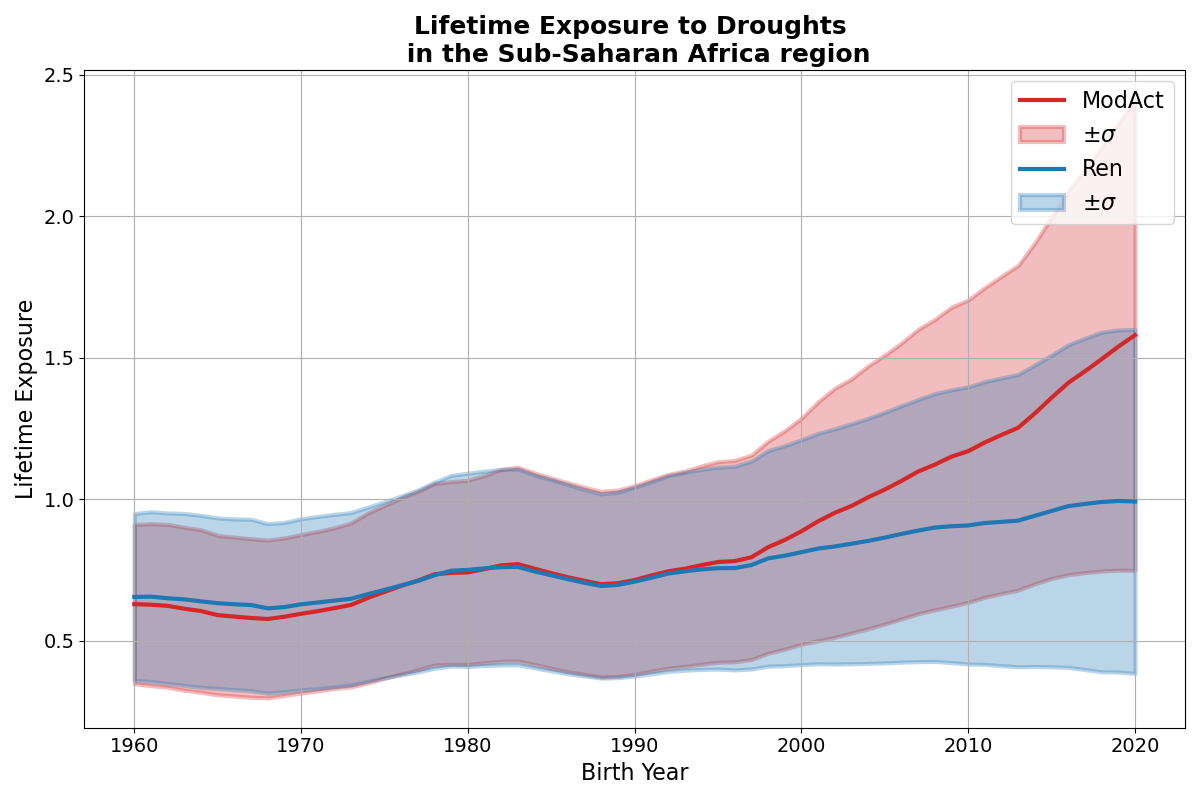 Lifetime Exposure to Droughts
in the Sub-Saharan Africa region
2.5
2.0
1.5
1.0
0.5
Lifetime Exposure
1960 1970 1980 1990 2000 2010 2020
Birth Year
ModAct
±σ
Ren
±σ